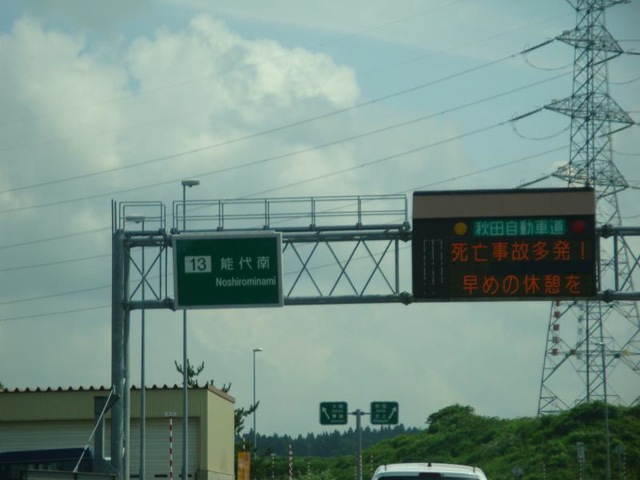 13 能代南
Noshirominami
秋田自動車道
死亡事故多発!
早めの休憩を